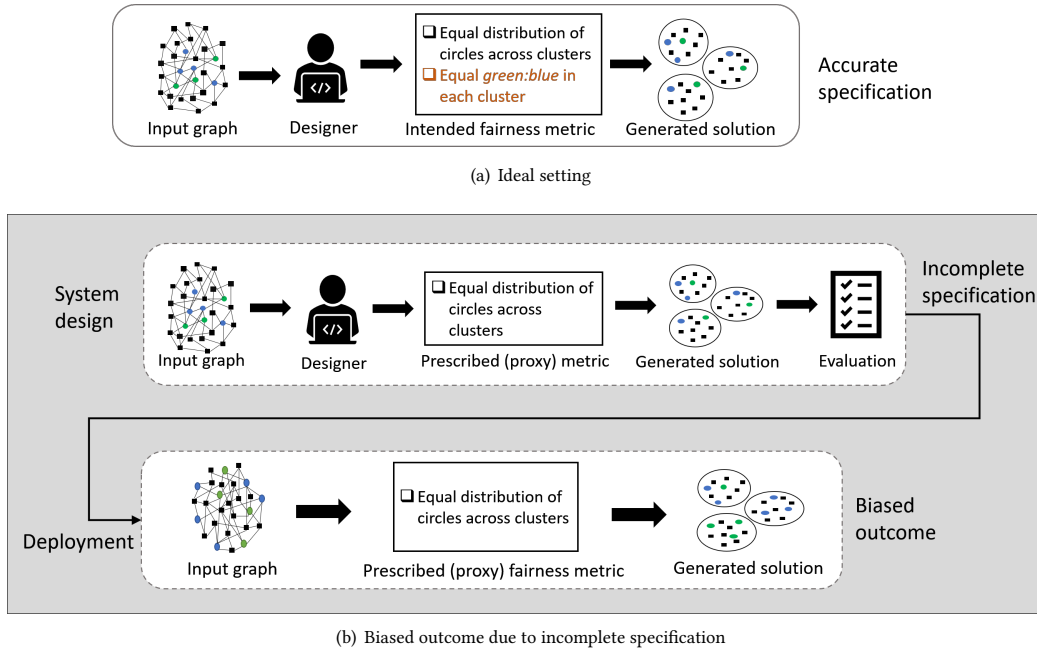 ❑ Equal distribution of
circles across clusters
❑ Equal green:blue in
each cluster
</>
Input graph
Designer
Intended fairness metric
Generated solution
Accurate
specification
(a) Ideal setting
System
design
❑ Equal distribution of
circles across
clusters
</>
Input graph
Designer
Prescribed (proxy) metric
Generated solution
Evaluation
Incomplete
specification
Deployment
❑ Equal distribution of
circles across clusters
Input graph
Prescribed (proxy) fairness metric
Generated solution
Biased
outcome
(b) Biased outcome due to incomplete specification